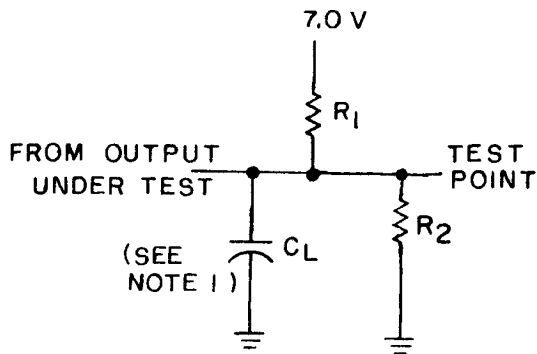 7.0 V
R1
FROM OUTPUT
UNDER TEST
TEST
POINT
R2
CL
(SEE
NOTE 1)